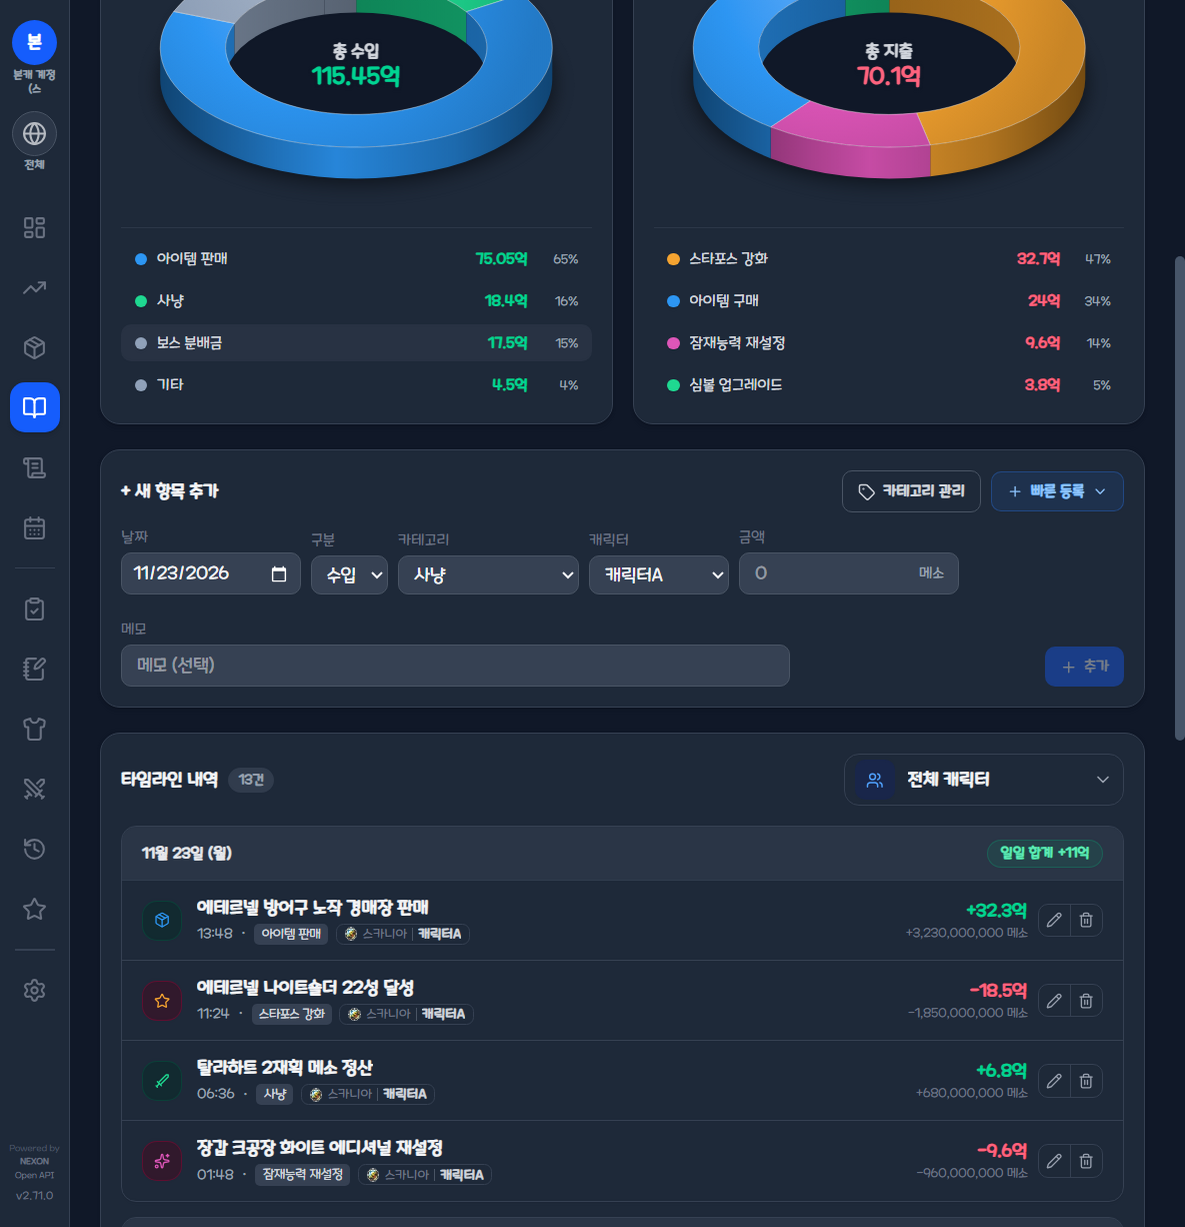 본
본캐 계정
(스
전체
Powered by
NEXON
Open API
v2.71.0
총 수입
115.45억
아이템 판매 75.05억 65%
사냥 18.4억 16%
보스 분배금 17.5억 15%
기타 4.5억 4%
총 지출
70.1억
스타포스 강화 32.7억 47%
아이템 구매 24억 34%
잠재능력 재설정 9.6억 14%
심볼 업그레이드 3.8억 5%
+ 새 항목 추가
카테고리 관리
+ 빠른 등록
날짜 구분 카테고리 캐릭터 금액
11/23/2026 수입 사냥 캐릭터A 0 메소
메모
메모 (선택)
+ 추가
타임라인 내역 13건
전체 캐릭터
11월 23일 (월) 일일 합계 +11억
에테르넬 방어구 노작 경매장 판매 +32.3억
13:48 · 아이템 판매 스카니아 | 캐릭터A +3,230,000,000 메소
에테르넬 나이트숄더 22성 달성 -18.5억
11:24 · 스타포스 강화 스카니아 | 캐릭터A -1,850,000,000 메소
탈라하트 2재획 메소 정산 +6.8억
06:36 · 사냥 스카니아 | 캐릭터A +680,000,000 메소
장갑 크공장 화이트 에디셔널 재설정 -9.6억
01:48 · 잠재능력 재설정 스카니아 | 캐릭터A -960,000,000 메소